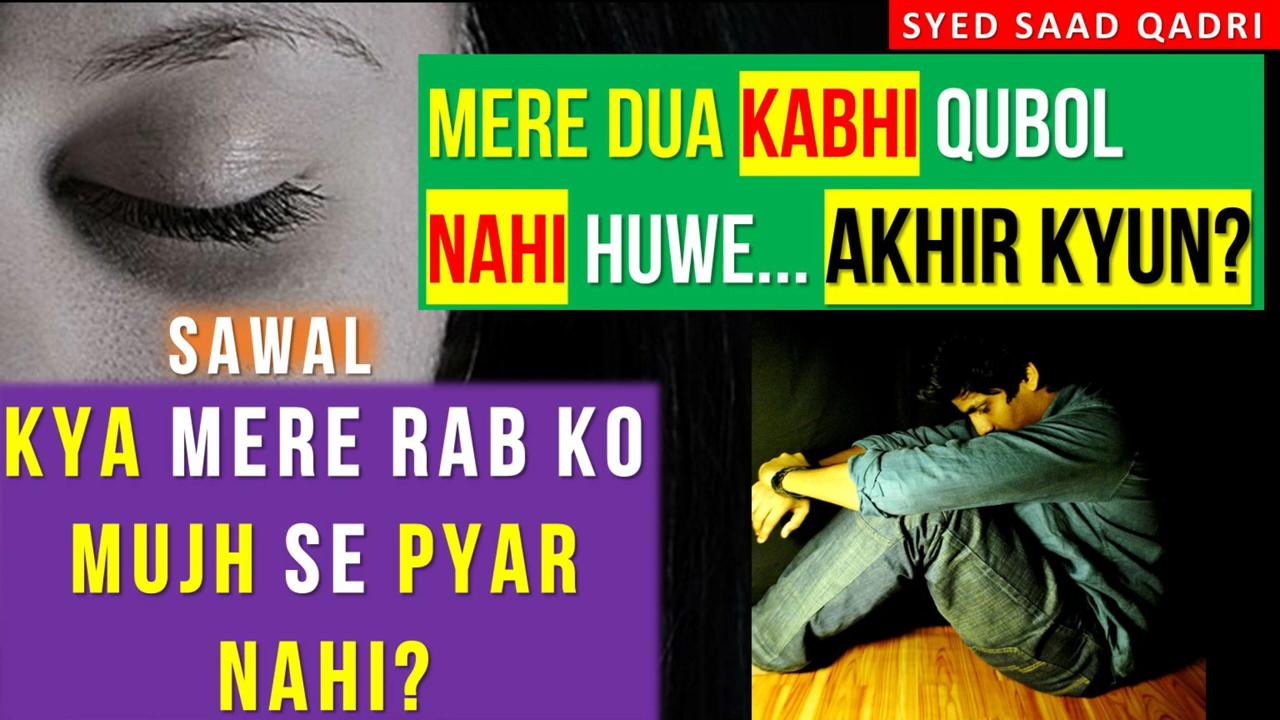 SYED SAAD QADRI
MERE DUA KABHI QUBOL
NAHI HUWE... AKHIR KYUN?
SAWAL
KYA MERE RAB KO
MUJH SE PYAR
NAHI?